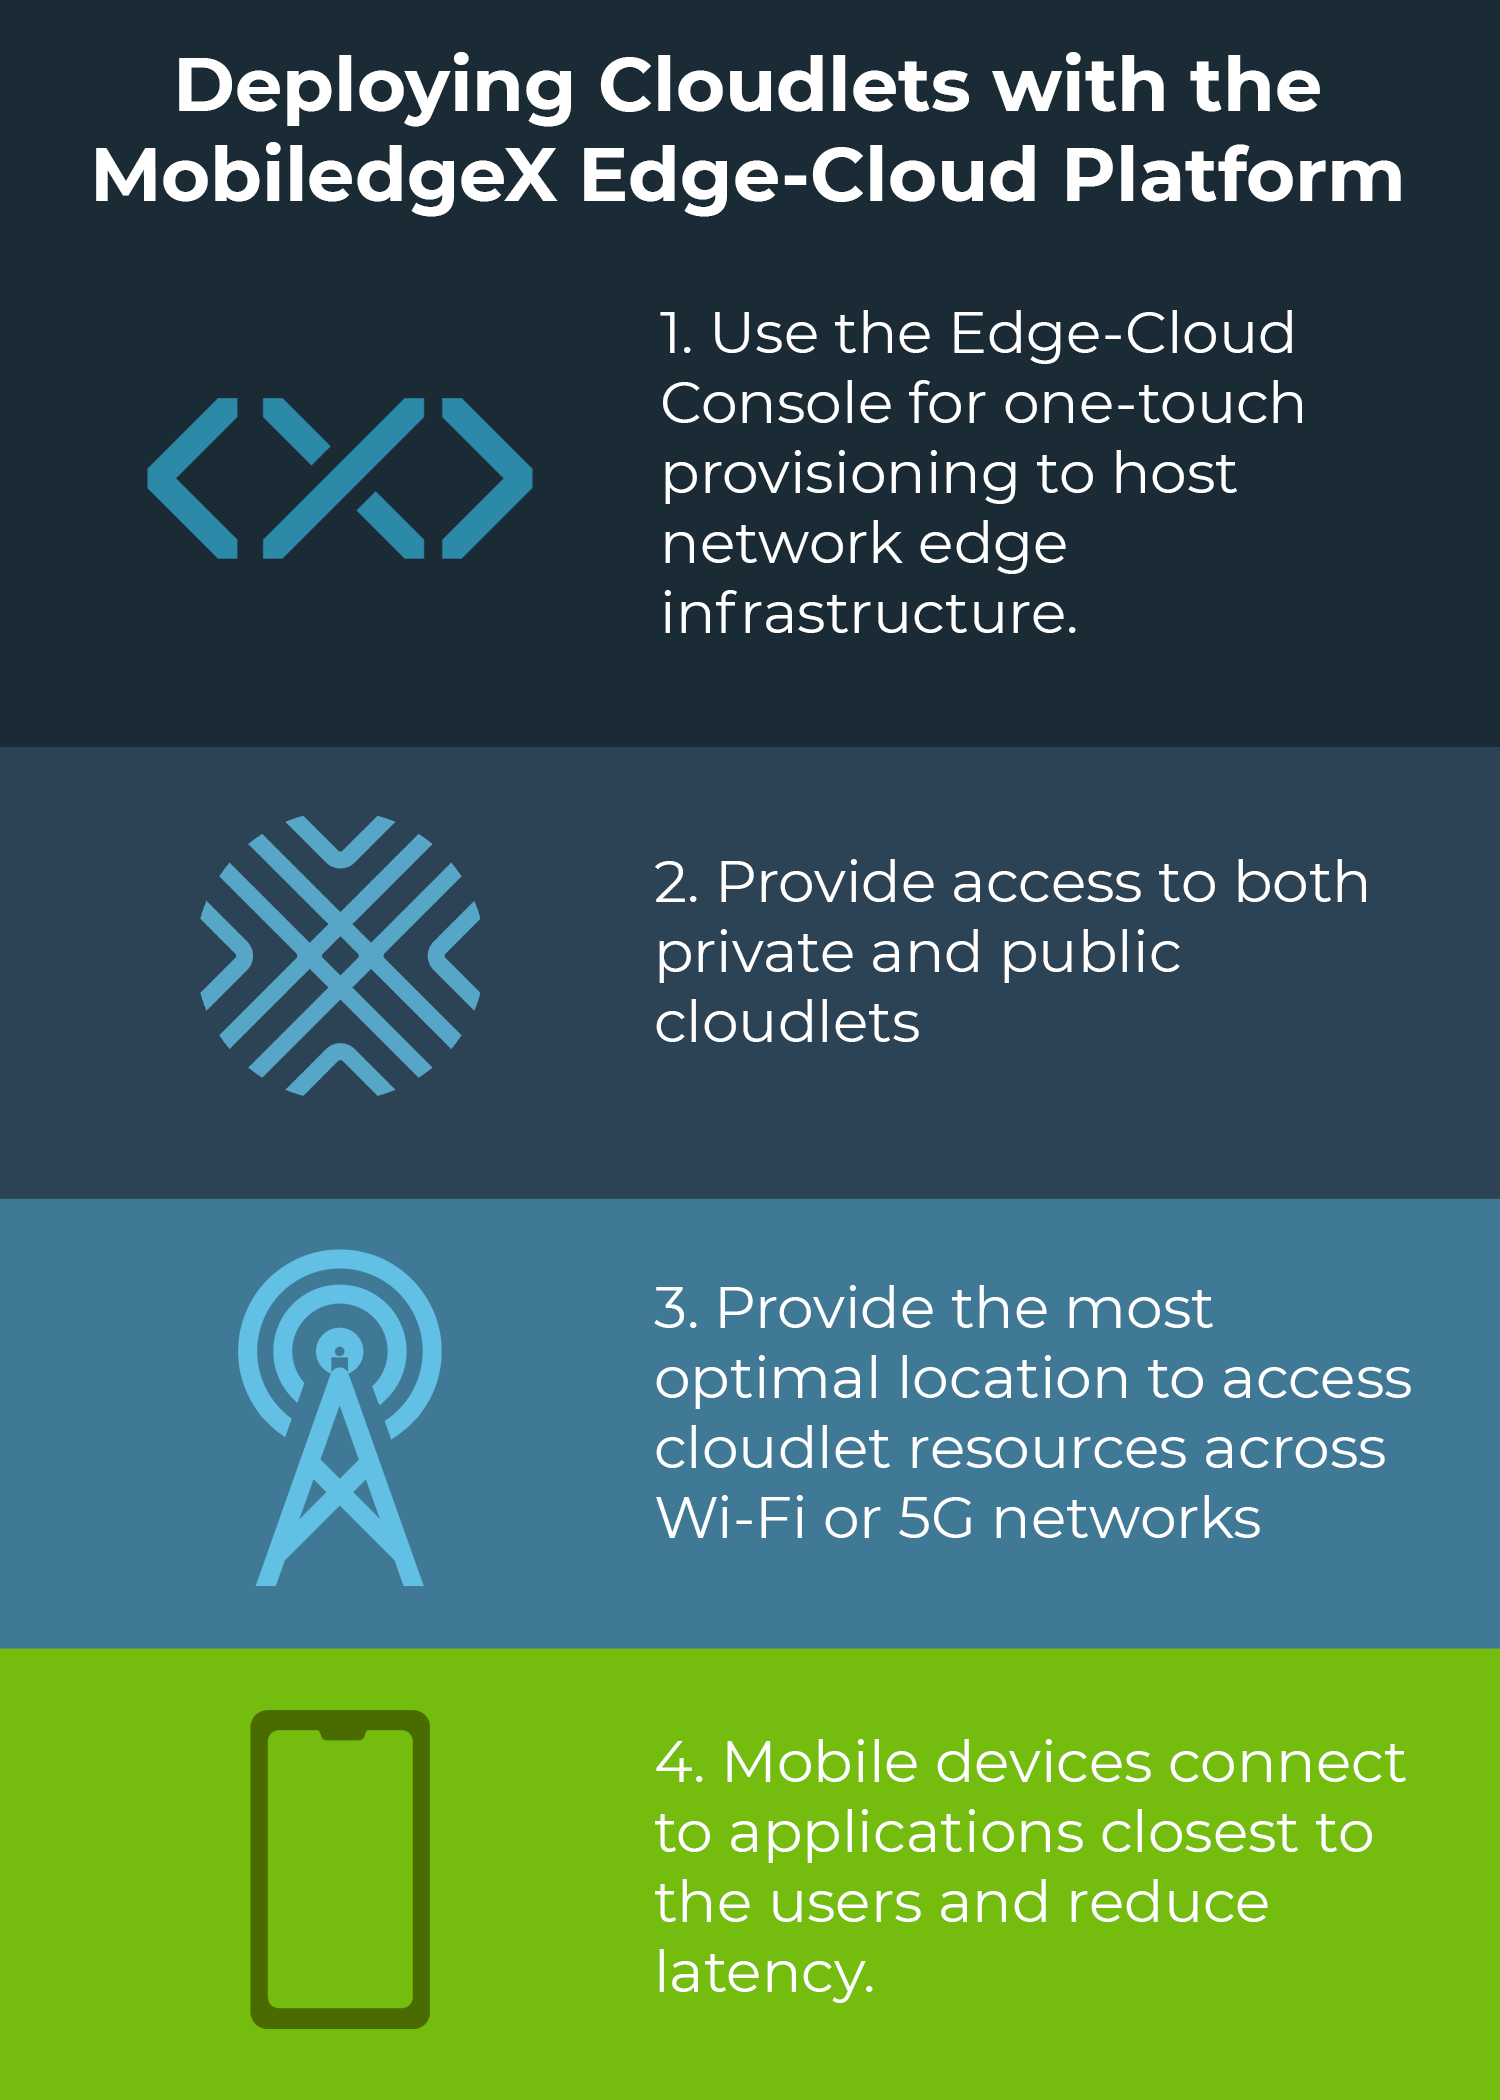 Deploying Cloudlets with the
MobiledgeX Edge-Cloud Platform
1. Use the Edge-Cloud
Console for one-touch
provisioning to host
network edge
infrastructure.
2. Provide access to both
private and public
cloudlets
3. Provide the most
optimal location to access
cloudlet resources across
Wi-Fi or 5G networks
4. Mobile devices connect
to applications closest to
the users and reduce
latency.